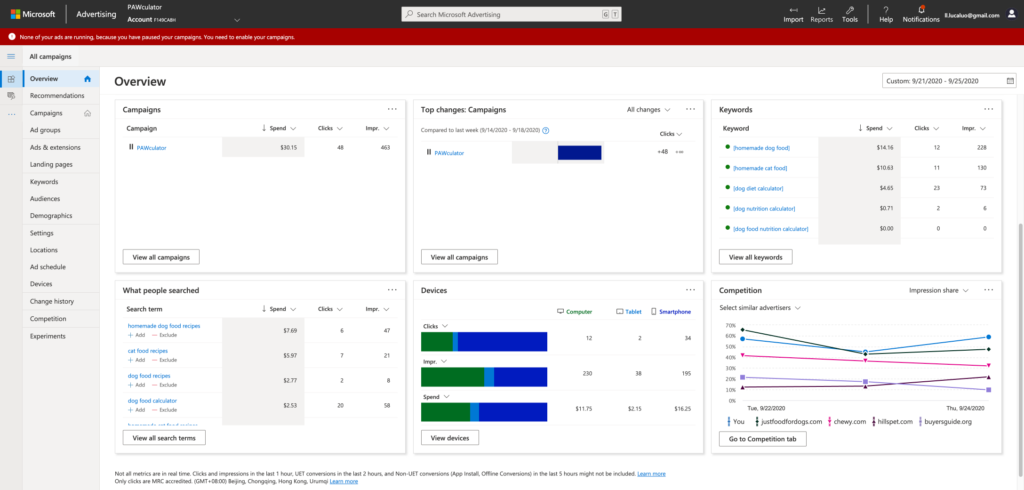 Microsoft
Advertising
PAWculator
Account F149CABH
Search Microsoft Advertising
G T
Import
Reports
Tools
?
Help
Notifications
ll.lucaluo@gmail.com
None of your ads are running, because you have paused your campaigns. You need to enable your campaigns.
All campaigns
Overview
Recommendations
Campaigns
Ad groups
Ads & extensions
Landing pages
Keywords
Audiences
Demographics
Settings
Locations
Ad schedule
Devices
Change history
Competition
Experiments
Overview
Custom: 9/21/2020 - 9/25/2020
Campaigns
Campaign ↓ Spend Clicks Impr.
PAWculator $30.15 48 463
View all campaigns
Top changes: Campaigns All changes
Compared to last week (9/14/2020 - 9/18/2020) ?
Clicks
PAWculator +48 +∞
View all campaigns
Keywords
Keyword ↓ Spend Clicks Impr.
[homemade dog food] $14.16 12 228
[homemade cat food] $10.63 11 130
[dog diet calculator] $4.65 23 73
[dog nutrition calculator] $0.71 2 6
[dog food nutrition calculator] $0.00 0 0
View all keywords
What people searched
Search term ↓ Spend Clicks Impr.
homemade dog food recipes $7.69 6 47
+ Add — Exclude
cat food recipes $5.97 7 21
+ Add — Exclude
dog food recipes $2.77 2 8
+ Add — Exclude
dog food calculator $2.53 20 58
+ Add — Exclude
View all search terms
Devices
Computer Tablet Smartphone
Clicks
12 2 34
Impr.
230 38 195
Spend
$11.75 $2.15 $16.25
View devices
Competition Impression share
Select similar advertisers
70%
60%
50%
40%
30%
20%
10%
0%
Tue, 9/22/2020 Thu, 9/24/2020
You justfoodfordogs.com chewy.com hillspet.com buyersguide.org
Go to Competition tab
Not all metrics are in real time. Clicks and impressions in the last 1 hour, UET conversions in the last 2 hours, and Non-UET conversions (App Install, Offline Conversions) in the last 5 hours might not be included. Learn more
Only clicks are MRC accredited. (GMT+08:00) Beijing, Chongqing, Hong Kong, Urumqi Learn more